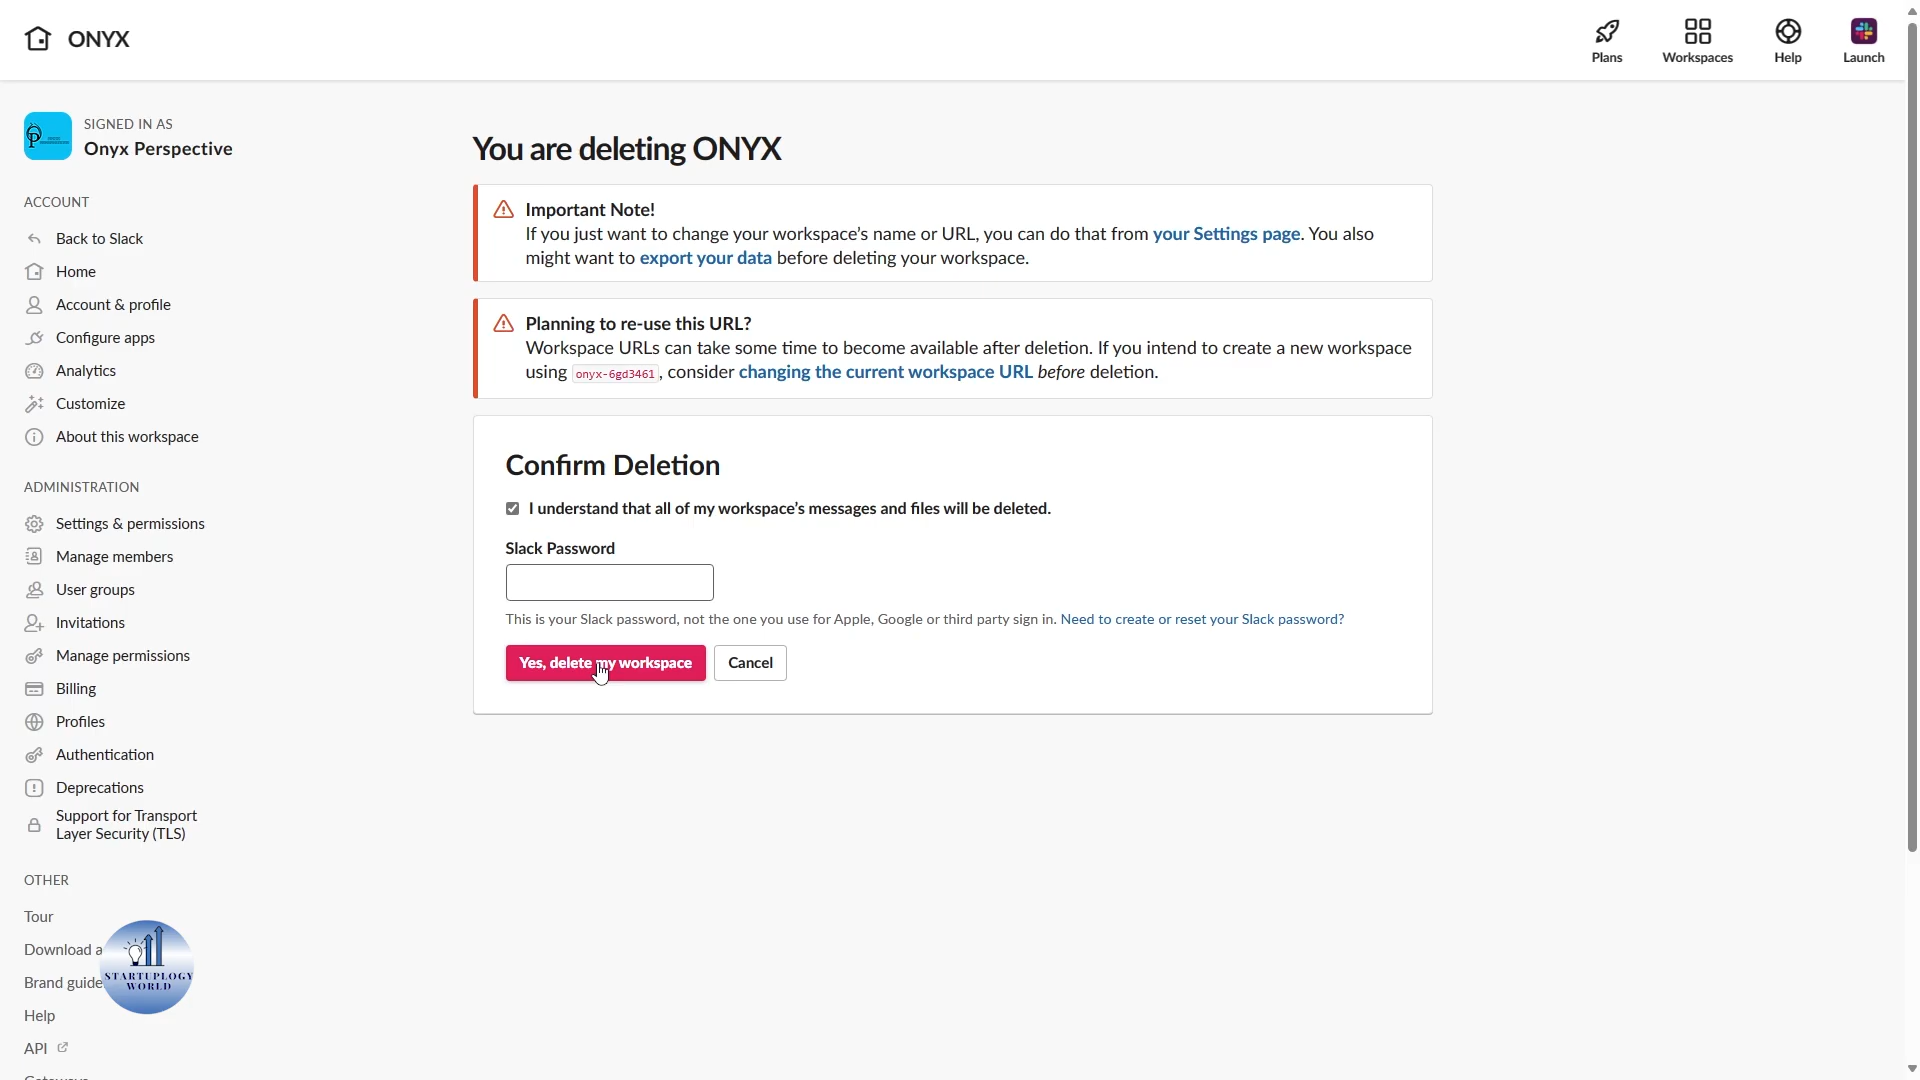 ONYX
Plans
Workspaces
Help
Launch
SIGNED IN AS
Onyx Perspective
ACCOUNT
Back to Slack
Home
Account & profile
Configure apps
Analytics
Customize
About this workspace
ADMINISTRATION
Settings & permissions
Manage members
User groups
Invitations
Manage permissions
Billing
Profiles
Authentication
Deprecations
Support for Transport
Layer Security (TLS)
OTHER
Tour
Download a
Brand guide
Help
API
STARTUPLOGY
WORLD
You are deleting ONYX
Important Note!
If you just want to change your workspace’s name or URL, you can do that from your Settings page. You also
might want to export your data before deleting your workspace.
Planning to re-use this URL?
Workspace URLs can take some time to become available after deletion. If you intend to create a new workspace
using onyx-6gd3461, consider changing the current workspace URL before deletion.
Confirm Deletion
I understand that all of my workspace’s messages and files will be deleted.
Slack Password
This is your Slack password, not the one you use for Apple, Google or third party sign in. Need to create or reset your Slack password?
Yes, delete my workspace
Cancel